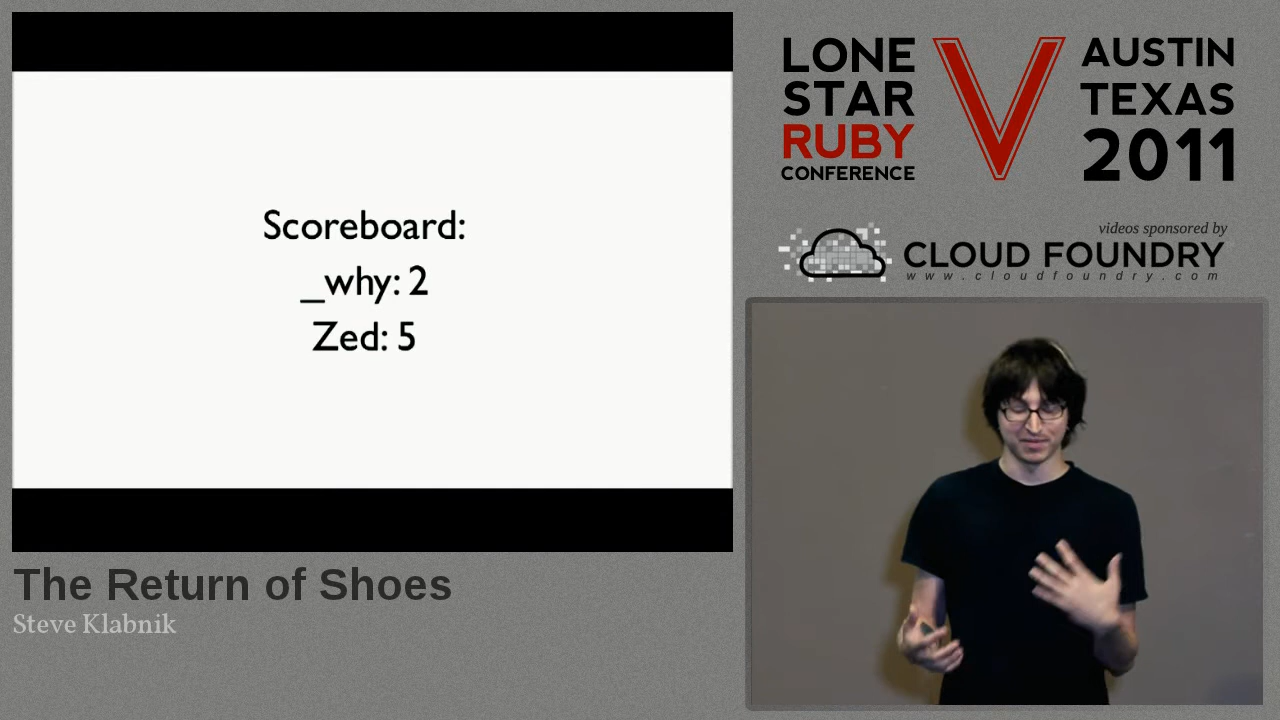 Scoreboard:
_why: 2
Zed: 5
The Return of Shoes
Steve Klabnik
LONE
STAR
RUBY
CONFERENCE
V
AUSTIN
TEXAS
2011
videos sponsored by
CLOUD FOUNDRY
www.cloudfoundry.com